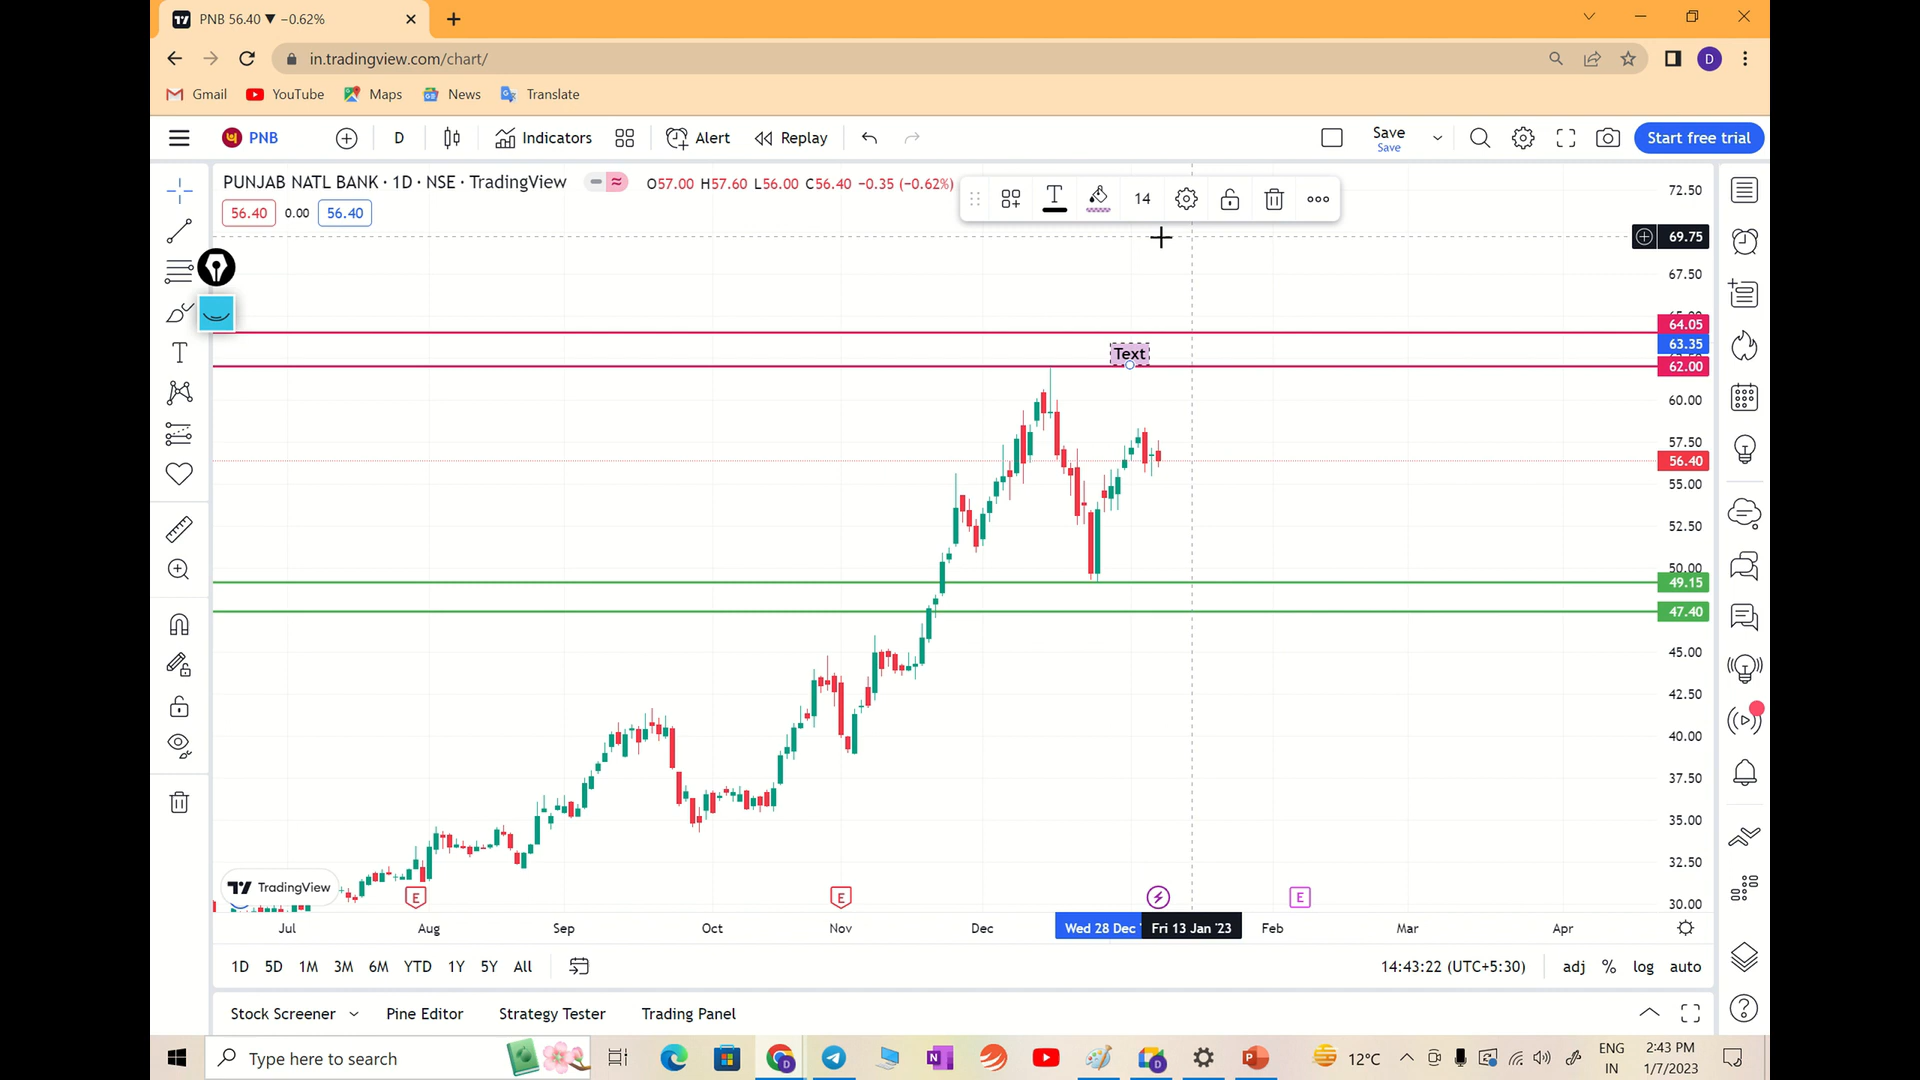 PNB 56.40 ▼ −0.62%
in.tradingview.com/chart/
D
Gmail
YouTube
Maps
News
Translate
PNB
D
Indicators
Alert
Replay
Save
Save
Start free trial
PUNJAB NATL BANK · 1D · NSE · TradingView
O57.00 H57.60 L56.00 C56.40 −0.35 (−0.62%)
14
56.40
0.00
56.40
72.50
69.75
67.50
64.05
63.35
62.00
Text
60.00
57.50
56.40
55.00
52.50
50.00
49.15
47.40
45.00
42.50
40.00
37.50
35.00
32.50
30.00
TradingView
E
E
E
Jul
Aug
Sep
Oct
Nov
Dec
Wed 28 Dec '
Fri 13 Jan '23
Feb
Mar
Apr
1D
5D
1M
3M
6M
YTD
1Y
5Y
All
14:43:22 (UTC+5:30)
adj
%
log
auto
Stock Screener
Pine Editor
Strategy Tester
Trading Panel
Type here to search
12°C
ENG
IN
2:43 PM
1/7/2023